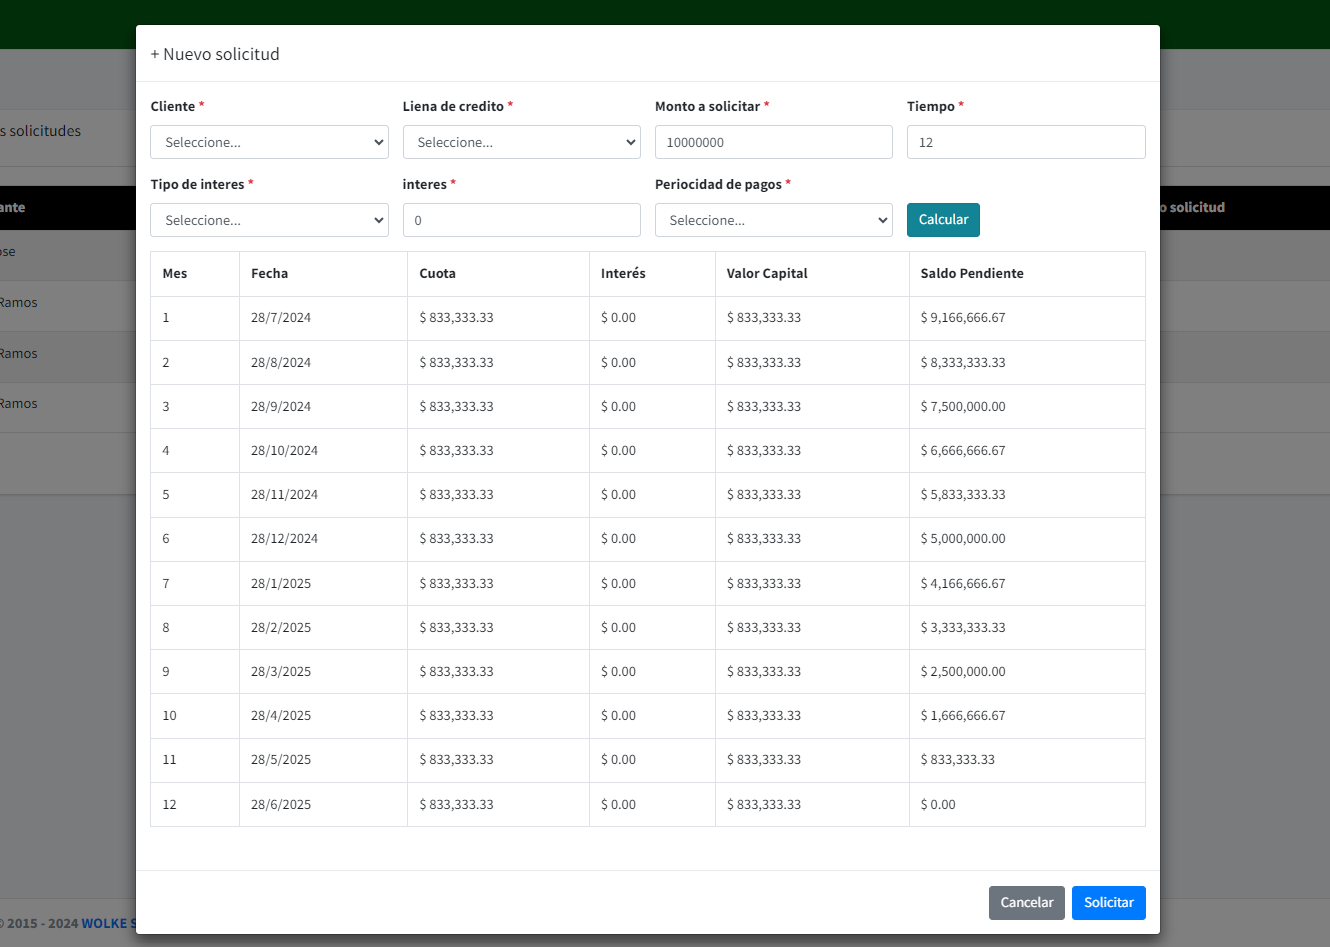 + Nuevo solicitud
Cliente * Liena de credito * Monto a solicitar * Tiempo *
Seleccione... Seleccione... 10000000 12
Tipo de interes * interes * Periocidad de pagos *
Seleccione... 0 Seleccione... Calcular
Mes Fecha Cuota Interés Valor Capital Saldo Pendiente
1 28/7/2024 $ 833,333.33 $ 0.00 $ 833,333.33 $ 9,166,666.67
2 28/8/2024 $ 833,333.33 $ 0.00 $ 833,333.33 $ 8,333,333.33
3 28/9/2024 $ 833,333.33 $ 0.00 $ 833,333.33 $ 7,500,000.00
4 28/10/2024 $ 833,333.33 $ 0.00 $ 833,333.33 $ 6,666,666.67
5 28/11/2024 $ 833,333.33 $ 0.00 $ 833,333.33 $ 5,833,333.33
6 28/12/2024 $ 833,333.33 $ 0.00 $ 833,333.33 $ 5,000,000.00
7 28/1/2025 $ 833,333.33 $ 0.00 $ 833,333.33 $ 4,166,666.67
8 28/2/2025 $ 833,333.33 $ 0.00 $ 833,333.33 $ 3,333,333.33
9 28/3/2025 $ 833,333.33 $ 0.00 $ 833,333.33 $ 2,500,000.00
10 28/4/2025 $ 833,333.33 $ 0.00 $ 833,333.33 $ 1,666,666.67
11 28/5/2025 $ 833,333.33 $ 0.00 $ 833,333.33 $ 833,333.33
12 28/6/2025 $ 833,333.33 $ 0.00 $ 833,333.33 $ 0.00
Cancelar Solicitar
s solicitudes
ante
o solicitud
ose
Ramos
Ramos
Ramos
© 2015 - 2024 WOLKE S